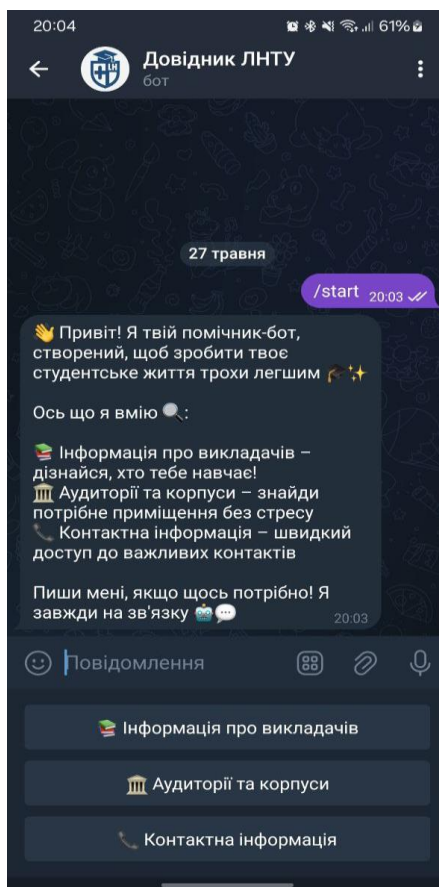 20:04 61%
Довідник ЛНТУ
бот
27 травня
/start 20:03
👋 Привіт! Я твій помічник-бот,
створений, щоб зробити твоє
студентське життя трохи легшим 🎓✨
Ось що я вмію 🔍:
📚 Інформація про викладачів –
дізнайся, хто тебе навчає!
🏛 Аудиторії та корпуси – знайди
потрібне приміщення без стресу
📞 Контактна інформація – швидкий
доступ до важливих контактів
Пиши мені, якщо щось потрібно! Я
завжди на зв'язку 🤖💬 20:03
Повідомлення
📚 Інформація про викладачів
🏛 Аудиторії та корпуси
📞 Контактна інформація